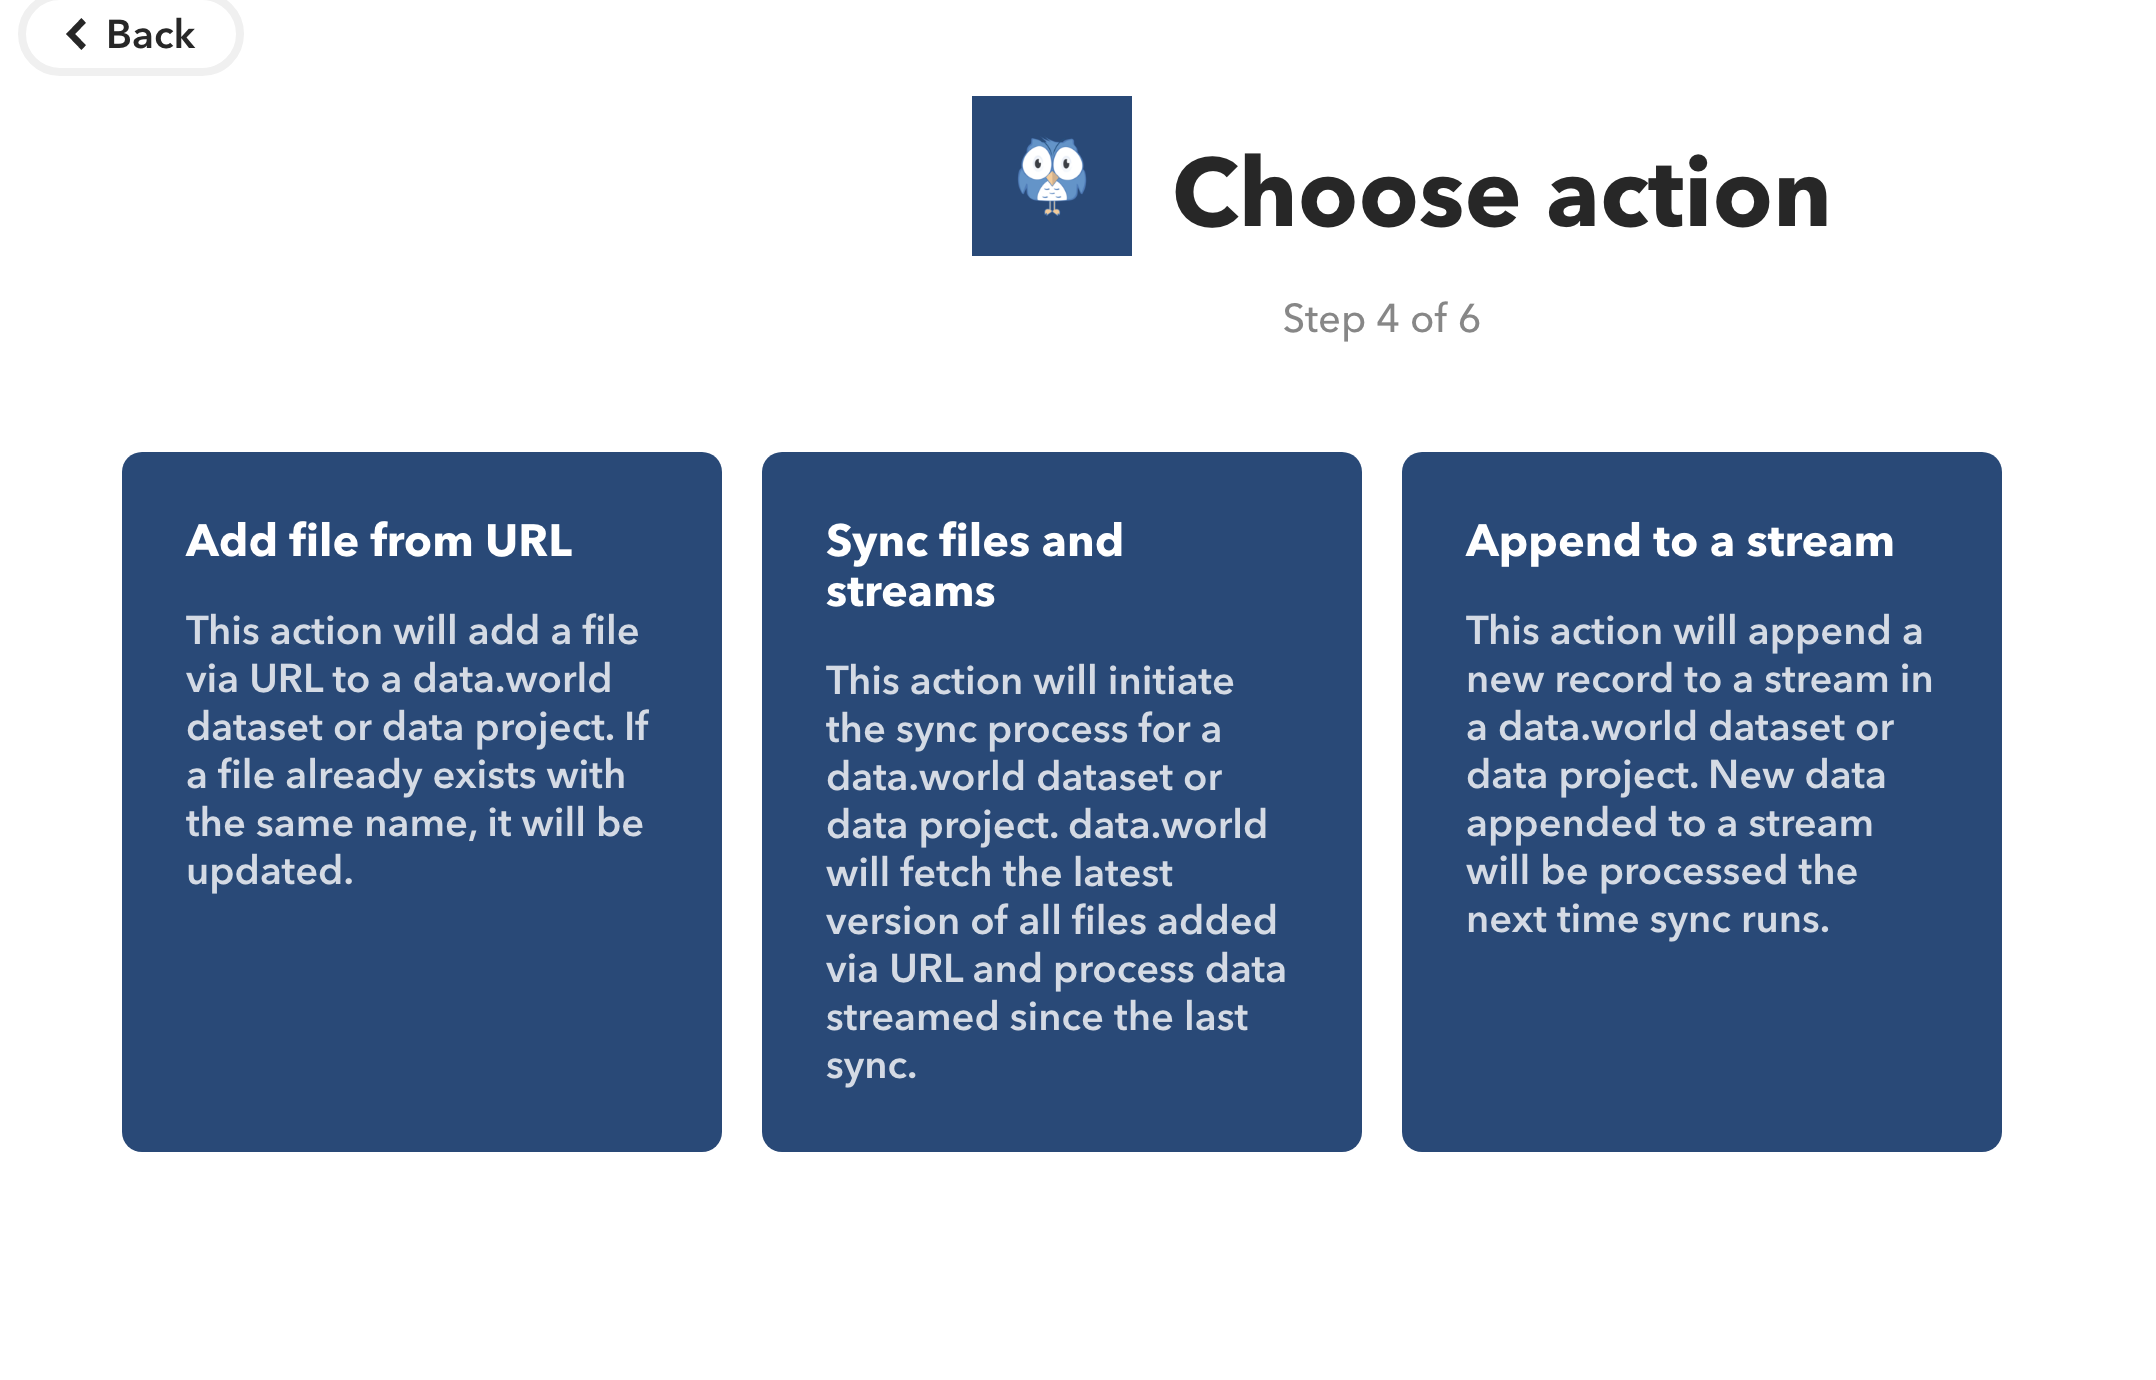 Back
Choose action
Step 4 of 6
Add file from URL
This action will add a file
via URL to a data.world
dataset or data project. If
a file already exists with
the same name, it will be
updated.
Sync files and
streams
This action will initiate
the sync process for a
data.world dataset or
data project. data.world
will fetch the latest
version of all files added
via URL and process data
streamed since the last
sync.
Append to a stream
This action will append a
new record to a stream in
a data.world dataset or
data project. New data
appended to a stream
will be processed the
next time sync runs.